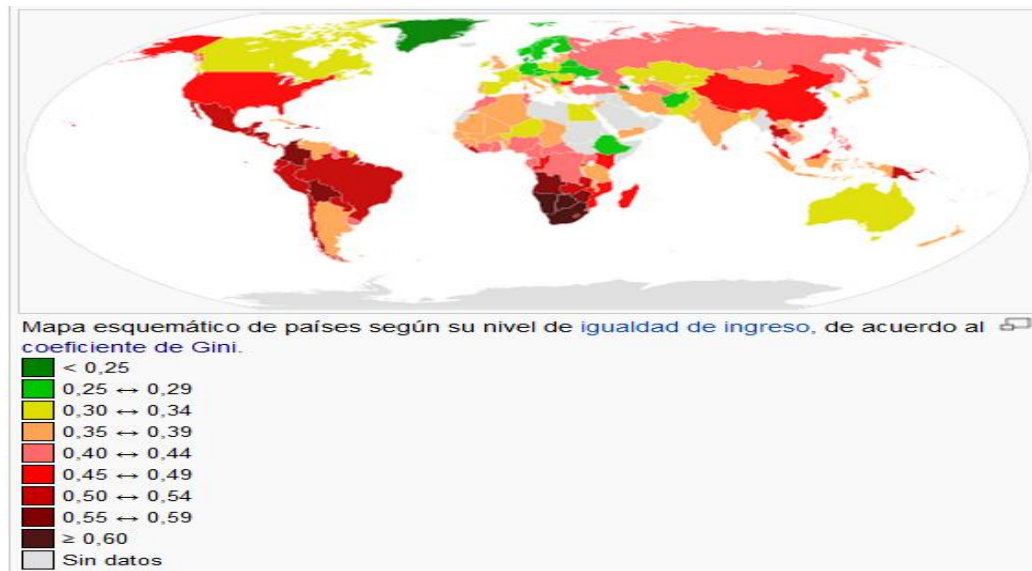 Mapa esquemático de países según su nivel de igualdad de ingreso, de acuerdo al
coeficiente de Gini.
< 0,25
0,25 ↔ 0,29
0,30 ↔ 0,34
0,35 ↔ 0,39
0,40 ↔ 0,44
0,45 ↔ 0,49
0,50 ↔ 0,54
0,55 ↔ 0,59
≥ 0,60
Sin datos